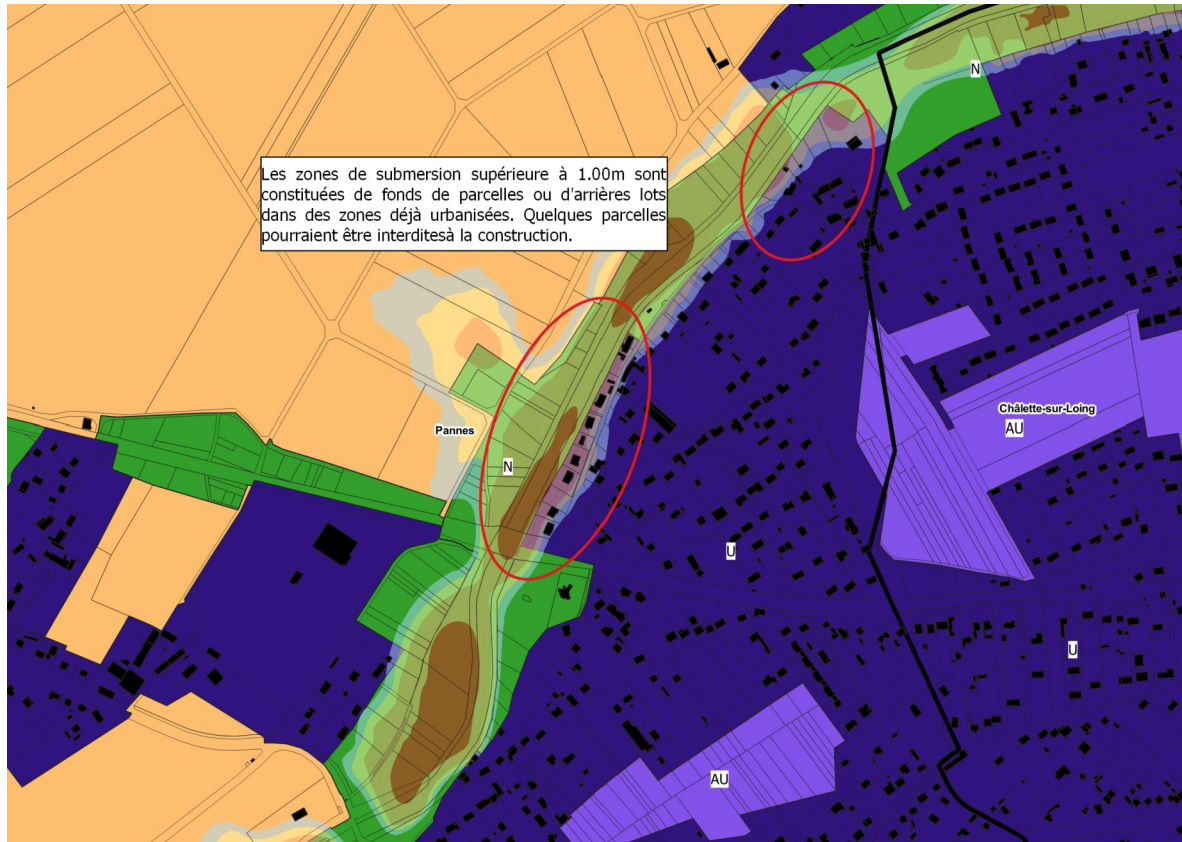 Les zones de submersion supérieure à 1.00m sont
constituées de fonds de parcelles ou d'arrières lots
dans des zones déjà urbanisées. Quelques parcelles
pourraient être interditesà la construction.
N
Pannes
N
Châlette-sur-Loing
AU
U
U
AU